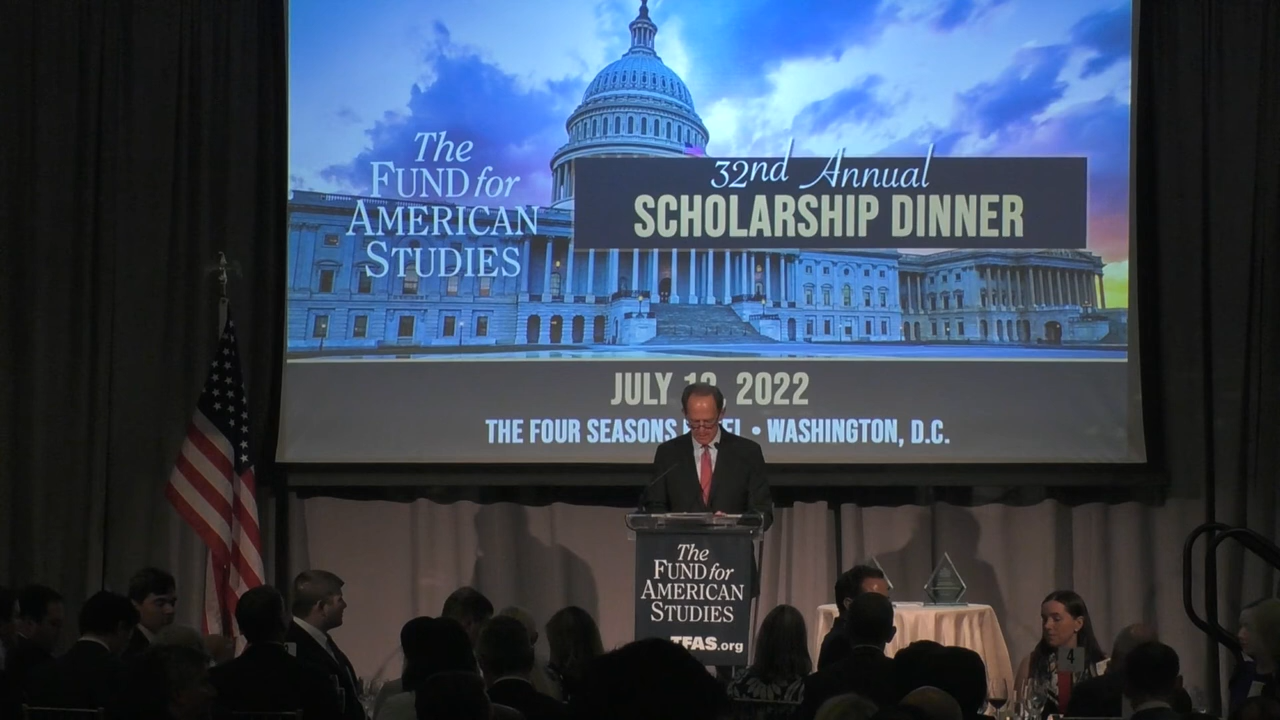 The
FUND for
AMERICAN
STUDIES
32nd Annual
SCHOLARSHIP DINNER
JULY , 2022
THE FOUR SEASONS • WASHINGTON, D.C.
The
FUND for
AMERICAN
STUDIES
TFAS.org
4